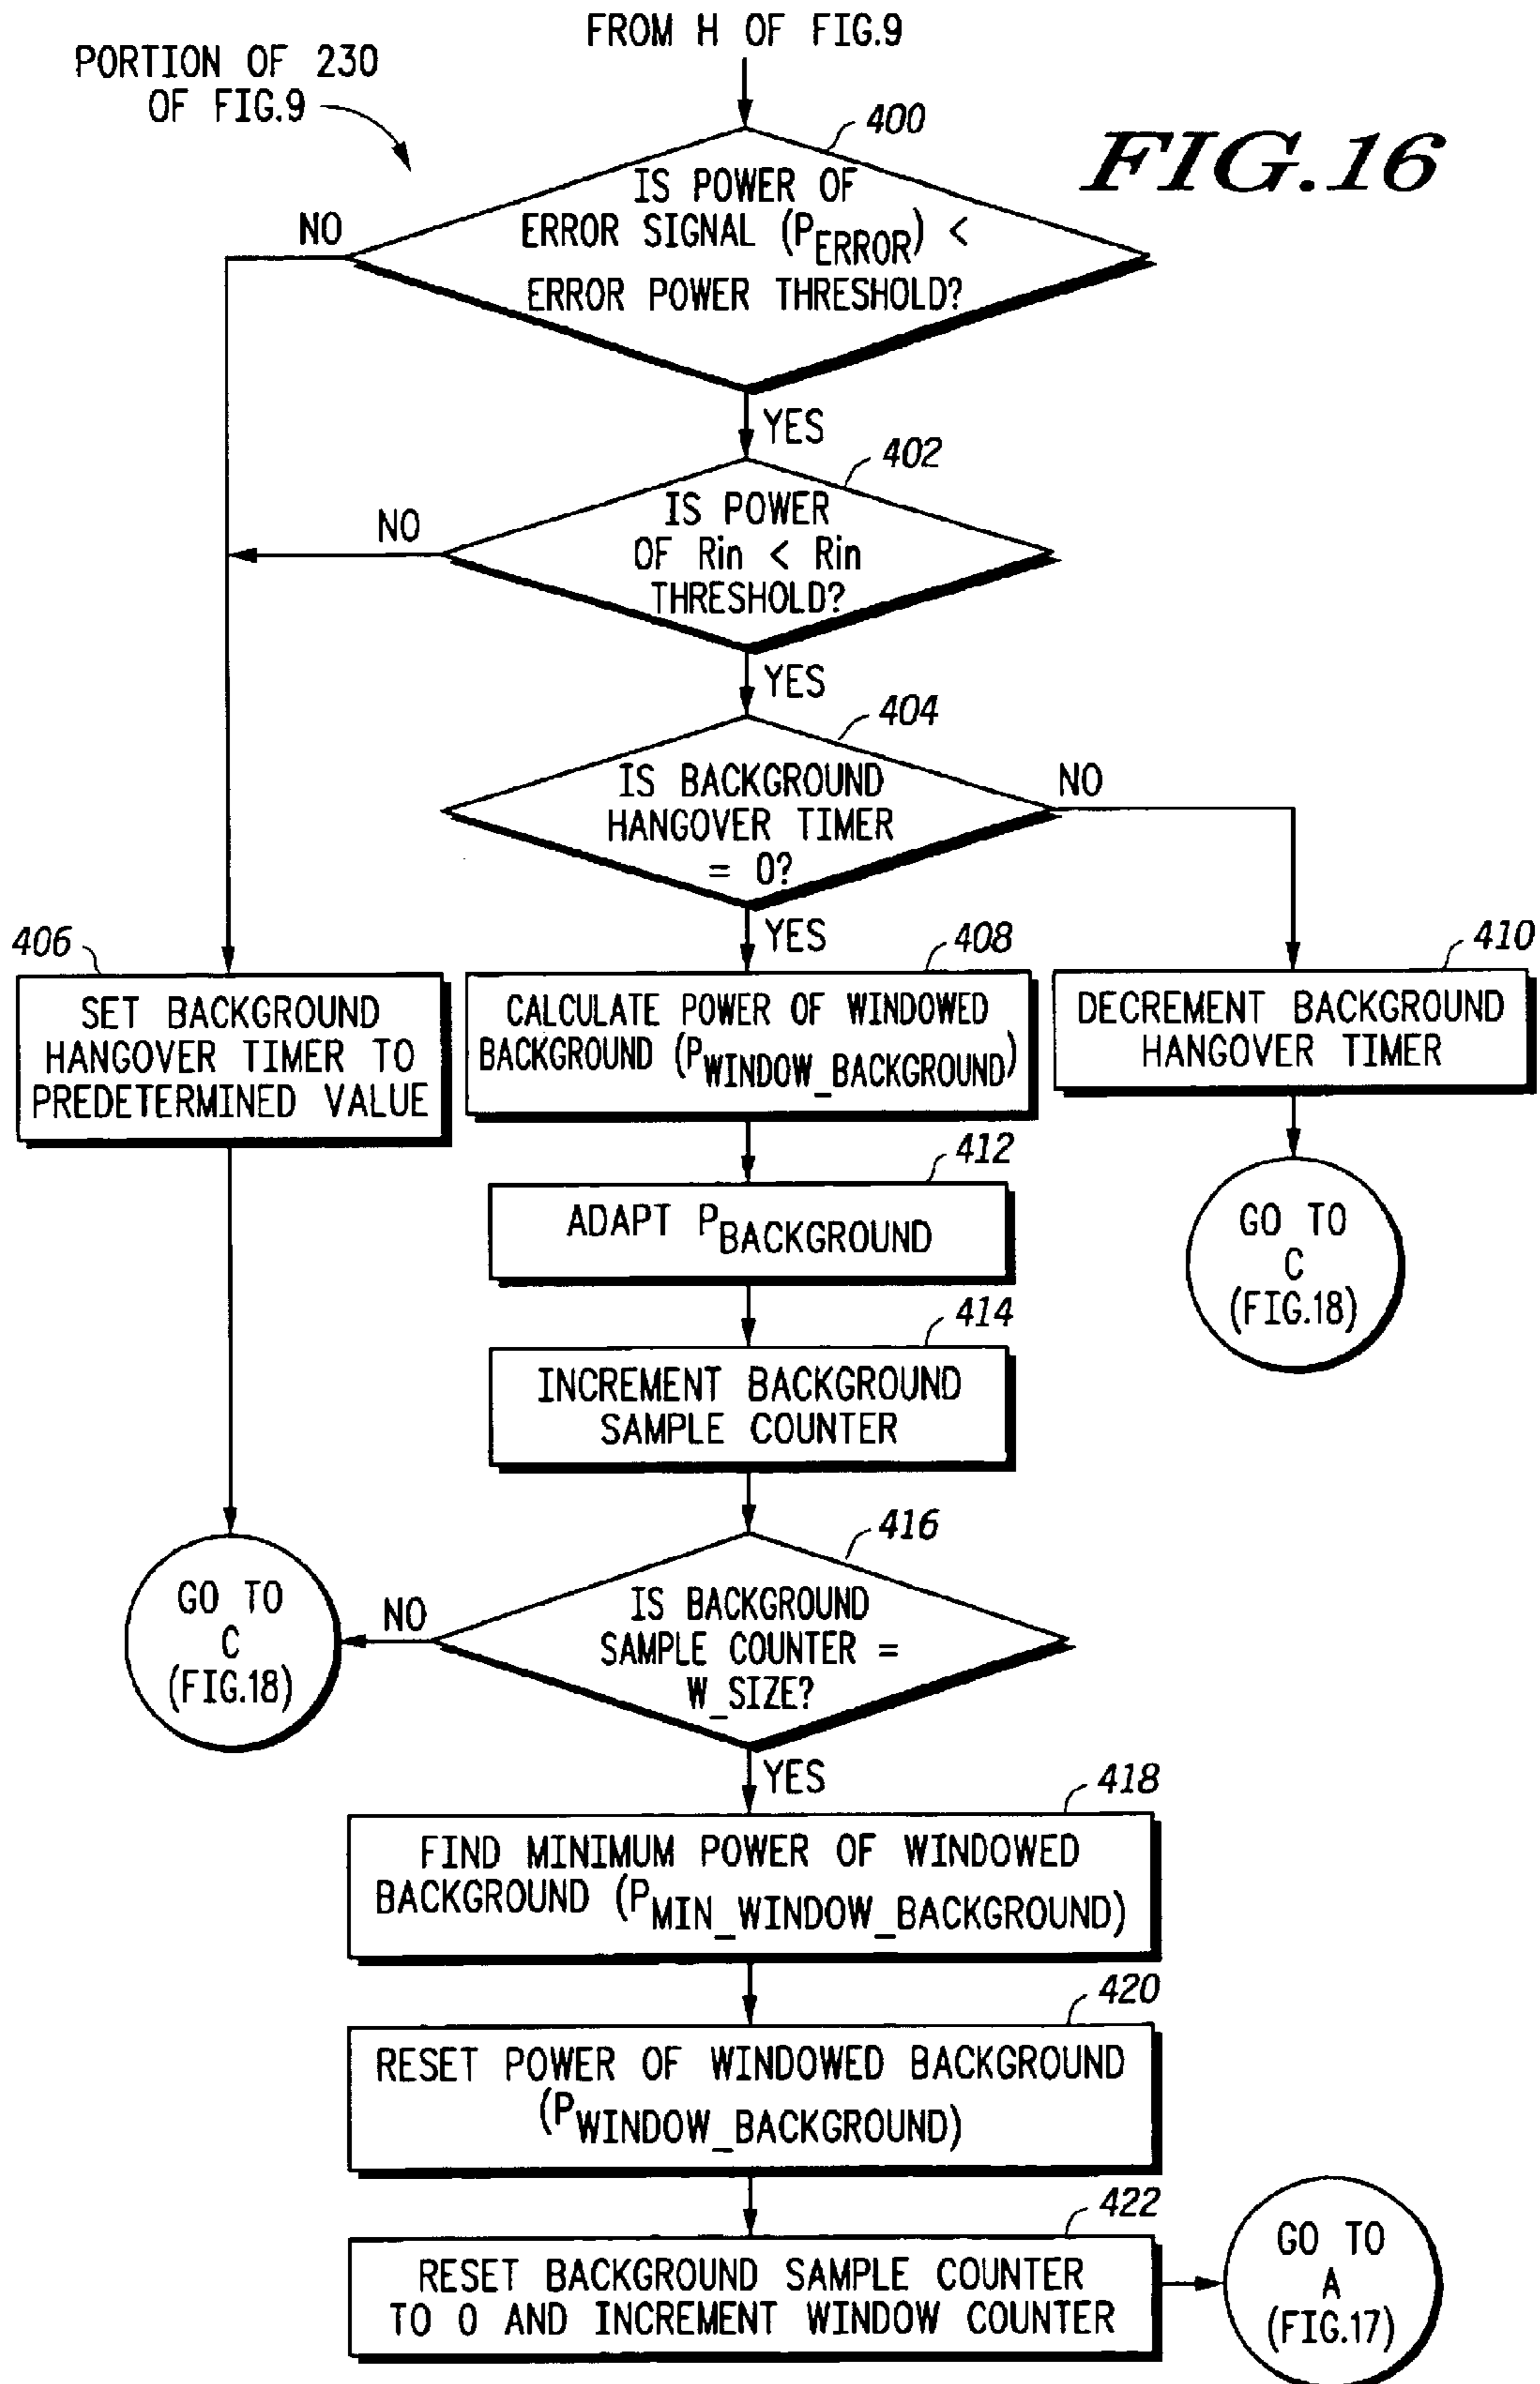 FROM H OF FIG.9
PORTION OF 230
OF FIG.9
FIG.16
400
IS POWER OF
ERROR SIGNAL (PERROR) <
ERROR POWER THRESHOLD?
NO
YES
402
IS POWER
OF Rin < Rin
THRESHOLD?
NO
YES
404
IS BACKGROUND
HANGOVER TIMER
= 0?
NO
YES
406
SET BACKGROUND
HANGOVER TIMER TO
PREDETERMINED VALUE
408
CALCULATE POWER OF WINDOWED
BACKGROUND (PWINDOW_BACKGROUND)
410
DECREMENT BACKGROUND
HANGOVER TIMER
412
ADAPT PBACKGROUND
GO TO
C
(FIG.18)
414
INCREMENT BACKGROUND
SAMPLE COUNTER
416
IS BACKGROUND
SAMPLE COUNTER =
W_SIZE?
NO
GO TO
C
(FIG.18)
YES
418
FIND MINIMUM POWER OF WINDOWED
BACKGROUND (PMIN_WINDOW_BACKGROUND)
420
RESET POWER OF WINDOWED BACKGROUND
(PWINDOW_BACKGROUND)
422
RESET BACKGROUND SAMPLE COUNTER
TO 0 AND INCREMENT WINDOW COUNTER
GO TO
A
(FIG.17)